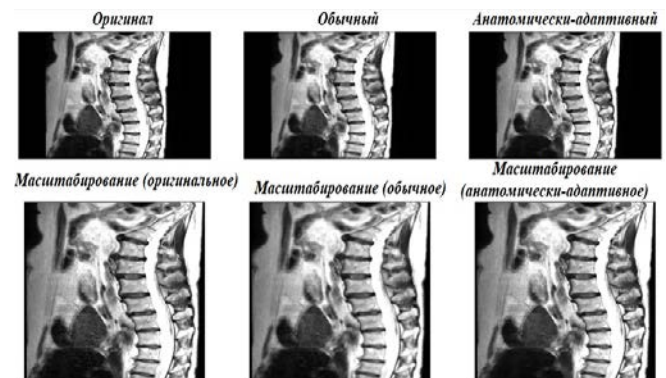 Оригинал
Обычный
Анатомически-адаптивный
Масштабирование (оригинальное)
Масштабирование (обычное)
Масштабирование
(анатомически-адаптивное)